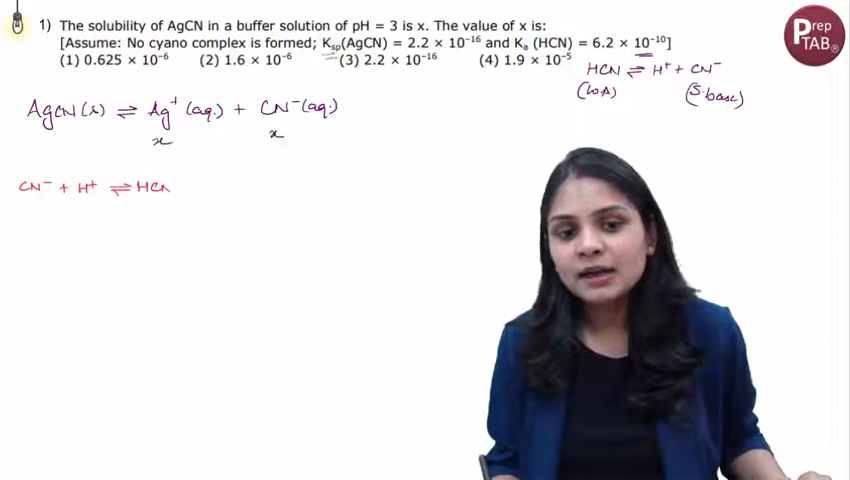 1) The solubility of AgCN in a buffer solution of pH = 3 is x. The value of x is:
[Assume: No cyano complex is formed; Ksp(AgCN) = 2.2 × 10⁻¹⁶ and Ka (HCN) = 6.2 × 10⁻¹⁰]
(1) 0.625 × 10⁻⁶ (2) 1.6 × 10⁻⁶ (3) 2.2 × 10⁻¹⁶ (4) 1.9 × 10⁻⁵
Prep
TAB®
HCN ⇌ H⁺ + CN⁻
(W.A) (S.base)
AgCN(s) ⇌ Ag⁺(aq.) + CN⁻(aq.)
x x
CN⁻ + H⁺ ⇌ HCN